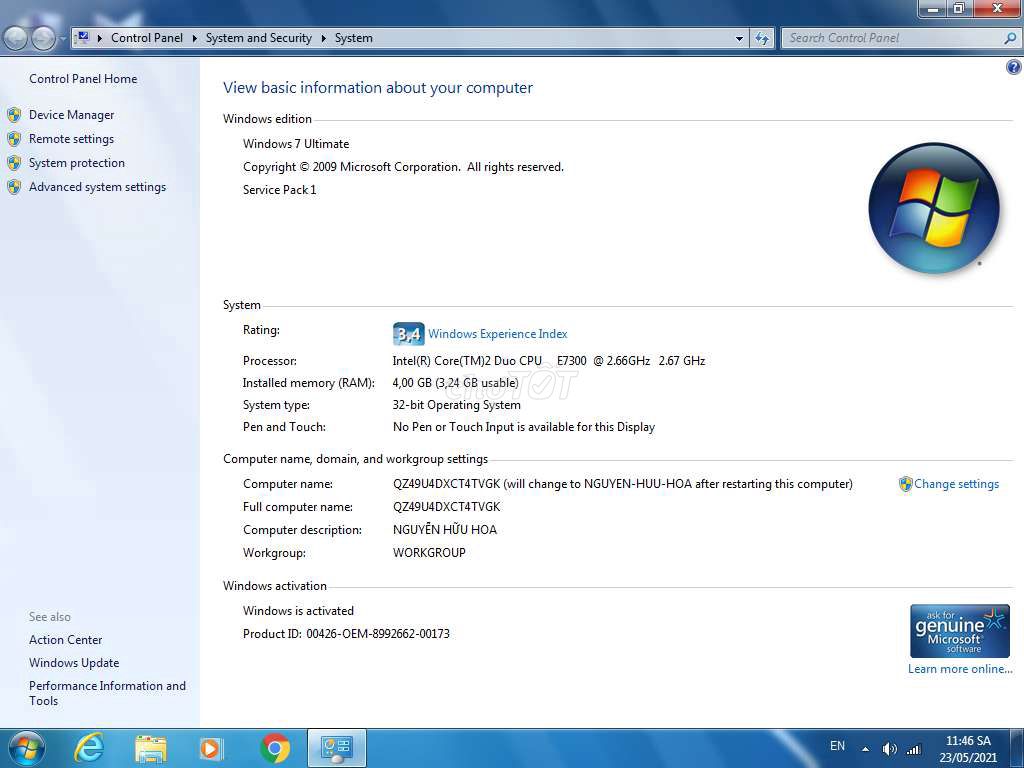 Control Panel System and Security System
Search Control Panel
Control Panel Home
Device Manager
Remote settings
System protection
Advanced system settings
View basic information about your computer
Windows edition
Windows 7 Ultimate
Copyright © 2009 Microsoft Corporation. All rights reserved.
Service Pack 1
System
Rating: 3,4 Windows Experience Index
Processor: Intel(R) Core(TM)2 Duo CPU E7300 @ 2.66GHz 2.67 GHz
Installed memory (RAM): 4,00 GB (3,24 GB usable)
choTỐT
System type: 32-bit Operating System
Pen and Touch: No Pen or Touch Input is available for this Display
Computer name, domain, and workgroup settings
Computer name: QZ49U4DXCT4TVGK (will change to NGUYEN-HUU-HOA after restarting this computer) Change settings
Full computer name: QZ49U4DXCT4TVGK
Computer description: NGUYỄN HỮU HOA
Workgroup: WORKGROUP
Windows activation
Windows is activated
Product ID: 00426-OEM-8992662-00173
ask for
genuine
Microsoft
software
Learn more online...
See also
Action Center
Windows Update
Performance Information and
Tools
EN
11:46 SA
23/05/2021